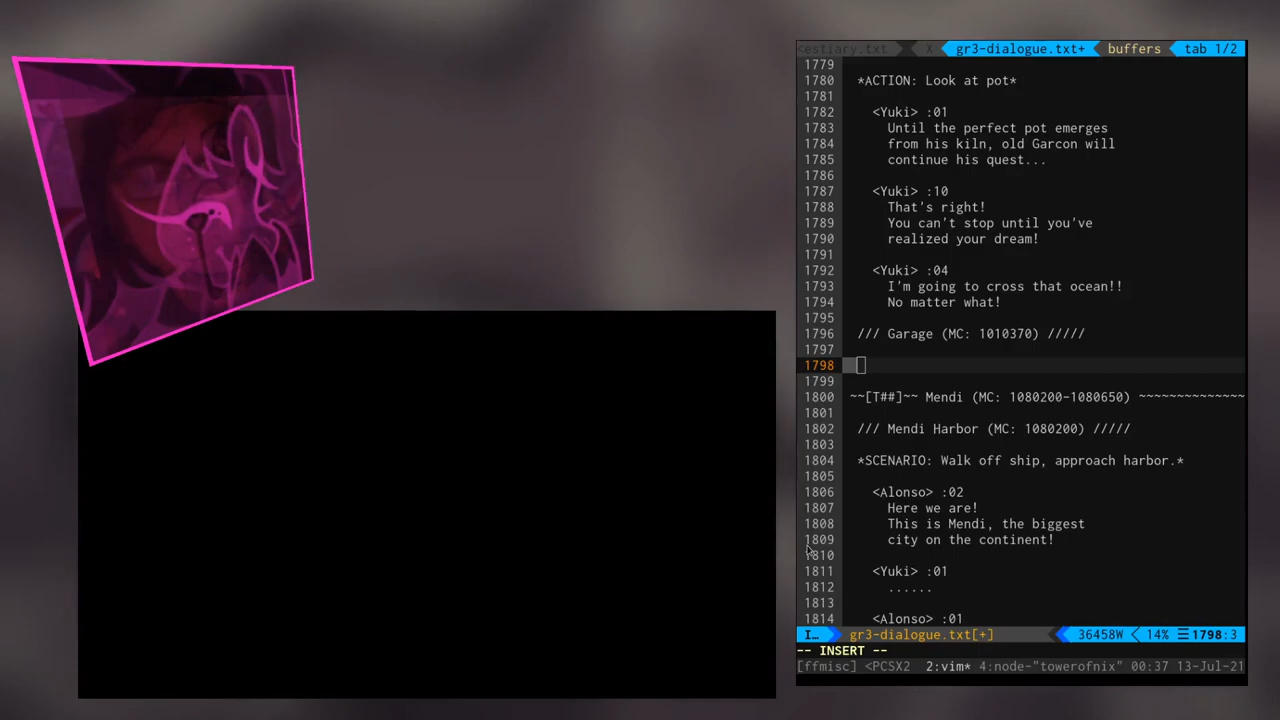 <estiary.txt X gr3-dialogue.txt+ buffers tab 1/2
1779
1780 *ACTION: Look at pot*
1781
1782 <Yuki> :01
1783 Until the perfect pot emerges
1784 from his kiln, old Garcon will
1785 continue his quest...
1786
1787 <Yuki> :10
1788 That's right!
1789 You can't stop until you've
1790 realized your dream!
1791
1792 <Yuki> :04
1793 I'm going to cross that ocean!!
1794 No matter what!
1795
1796 /// Garage (MC: 1010370) /////
1797
1798
1799
1800 ~~[T##]~~ Mendi (MC: 1080200-1080650) ~~~~~~~~~~~~~~
1801
1802 /// Mendi Harbor (MC: 1080200) /////
1803
1804 *SCENARIO: Walk off ship, approach harbor.*
1805
1806 <Alonso> :02
1807 Here we are!
1808 This is Mendi, the biggest
1809 city on the continent!
1810
1811 <Yuki> :01
1812 ......
1813
1814 <Alonso> :01
I… gr3-dialogue.txt[+] 36458W 14% ☰ 1798:3
-- INSERT --
[ffmisc] <PCSX2 2:vim* 4:node-"towerofnix" 00:37 13-Jul-21